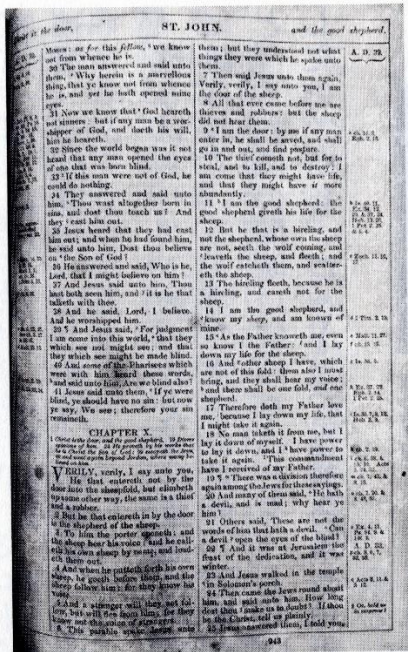 ST. JOHN.
is the door,
and the good shepherd.
Moses: as for this fellow, we know
not from whence he is.
30 The man answered and said unto
them, Why herein is a marvellous
thing, that ye know not from whence
he is, and yet he hath opened mine
eyes.
31 Now we know that God heareth
not sinners: but if any man be a wor-
shipper of God, and doeth his will,
him he heareth.
32 Since the world began was it not
heard that any man opened the eyes
of one that was born blind.
33 If this man were not of God, he
could do nothing.
34 They answered and said unto
him, Thou wast altogether born in
sins, and dost thou teach us? And
they cast him out.
35 Jesus heard that they had cast
him out; and when he had found him,
he said unto him, Dost thou believe
on the Son of God?
36 He answered and said, Who is he,
Lord, that I might believe on him?
37 And Jesus said unto him, Thou
hast both seen him, and it is he that
talketh with thee.
38 And he said, Lord, I believe.
And he worshipped him.
39 ¶ And Jesus said, For judgment
I am come into this world, that they
which see not might see; and that
they which see might be made blind.
40 And some of the Pharisees which
were with him heard these words,
and said unto him, Are we blind also?
41 Jesus said unto them, If ye were
blind, ye should have no sin: but now
ye say, We see; therefore your sin
remaineth.
CHAPTER X.
VERILY, verily, I say unto you,
He that entereth not by the
door into the sheepfold, but climbeth
up some other way, the same is a thief
and a robber.
2 But he that entereth in by the door
is the shepherd of the sheep.
3 To him the porter openeth; and
the sheep hear his voice: and he call-
eth his own sheep by name, and lead-
eth them out.
4 And when he putteth forth his own
sheep, he goeth before them, and the
sheep follow him: for they know his
voice.
5 And a stranger will they not fol-
low, but will flee from him; for they
know not the voice of strangers.
6 This parable spake Jesus unto
them; but they understood not what
things they were which he spake unto
them.
7 Then said Jesus unto them again,
Verily, verily, I say unto you, I am
the door of the sheep.
8 All that ever came before me are
thieves and robbers: but the sheep
did not hear them.
9 I am the door: by me if any man
enter in, he shall be saved, and shall
go in and out, and find pasture.
10 The thief cometh not, but for to
steal, and to kill, and to destroy: I
am come that they might have life,
and that they might have it more
abundantly.
11 I am the good shepherd: the
good shepherd giveth his life for the
sheep.
12 But he that is a hireling, and
not the shepherd, whose own the sheep
are not, seeth the wolf coming, and
leaveth the sheep, and fleeth; and
the wolf catcheth them, and scatter-
eth the sheep.
13 The hireling fleeth, because he is
a hireling, and careth not for the
sheep.
14 I am the good shepherd, and
know my sheep, and am known of
mine.
15 As the Father knoweth me, even
so know I the Father: and I lay
down my life for the sheep.
16 And other sheep I have, which
are not of this fold: them also I must
bring, and they shall hear my voice;
and there shall be one fold, and one
shepherd.
17 Therefore doth my Father love
me, because I lay down my life, that
I might take it again.
18 No man taketh it from me, but I
lay it down of myself. I have power
to lay it down, and I have power to
take it again. This commandment
have I received of my Father.
19 ¶ There was a division therefore
again among the Jews for these sayings.
20 And many of them said, He hath
a devil, and is mad; why hear ye
him?
21 Others said, These are not the
words of him that hath a devil. Can
a devil open the eyes of the blind?
22 ¶ And it was at Jerusalem the
feast of the dedication, and it was
winter.
23 And Jesus walked in the temple
in Solomon's porch.
24 Then came the Jews round about
him, and said unto him, How long
dost thou make us to doubt? If thou
be the Christ, tell us plainly.
25 Jesus answered them, I told you,
943
A. D. 32.